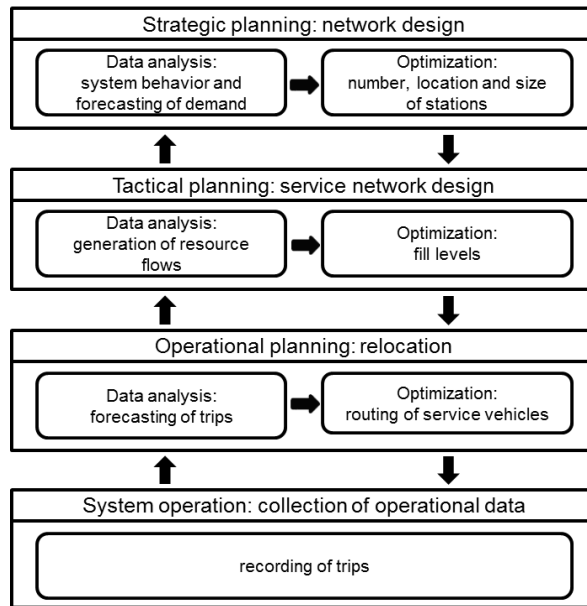 Strategic planning: network design
Data analysis:
system behavior and
forecasting of demand
Optimization:
number, location and size
of stations
Tactical planning: service network design
Data analysis:
generation of resource
flows
Optimization:
fill levels
Operational planning: relocation
Data analysis:
forecasting of trips
Optimization:
routing of service vehicles
System operation: collection of operational data
recording of trips